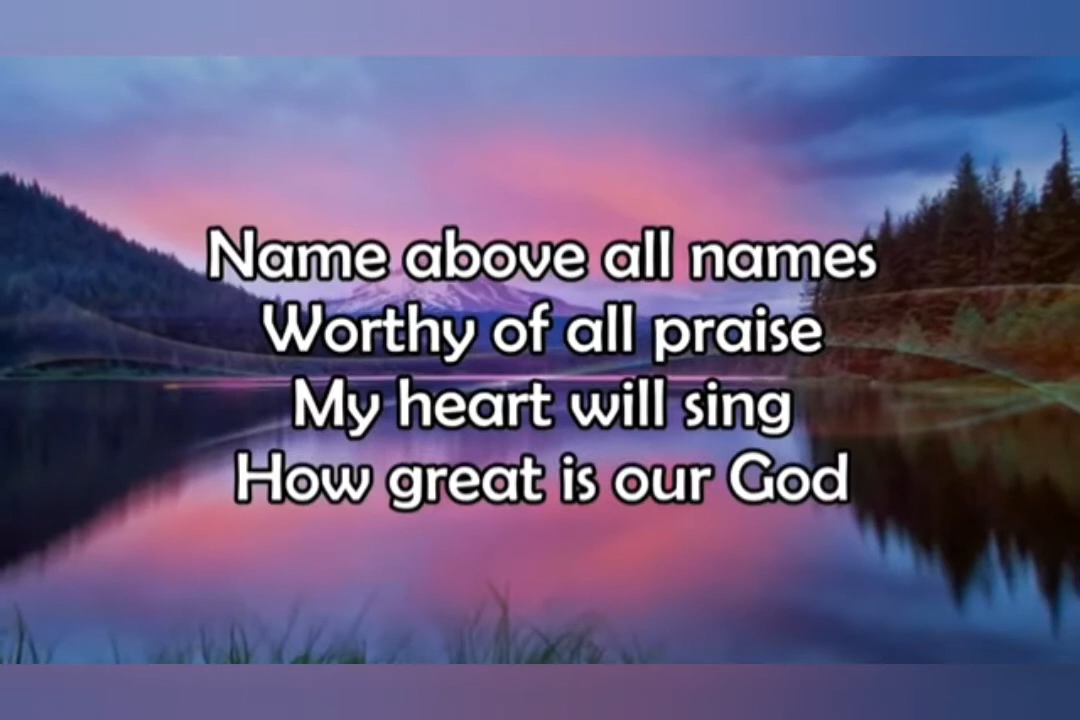 Name above all names
Worthy of all praise
My heart will sing
How great is our God